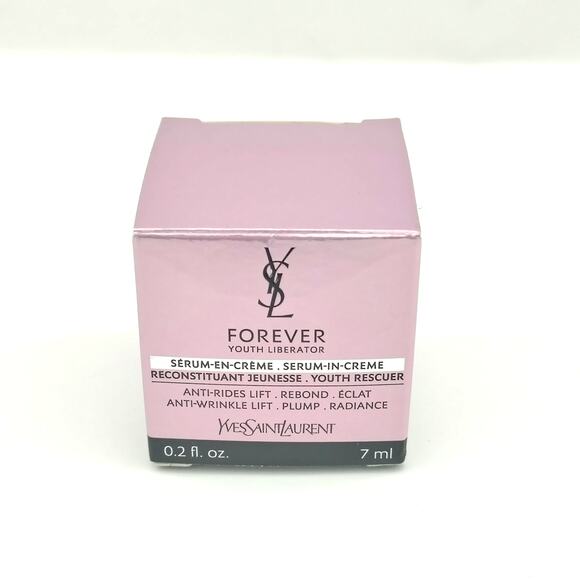 YSL
FOREVER
YOUTH LIBERATOR
SÉRUM-EN-CRÈME . SERUM-IN-CREME
RECONSTITUANT JEUNESSE . YOUTH RESCUER
ANTI-RIDES LIFT . REBOND . ÉCLAT
ANTI-WRINKLE LIFT . PLUMP . RADIANCE
YVESSAINTLAURENT
0.2 fl. oz. 7 ml